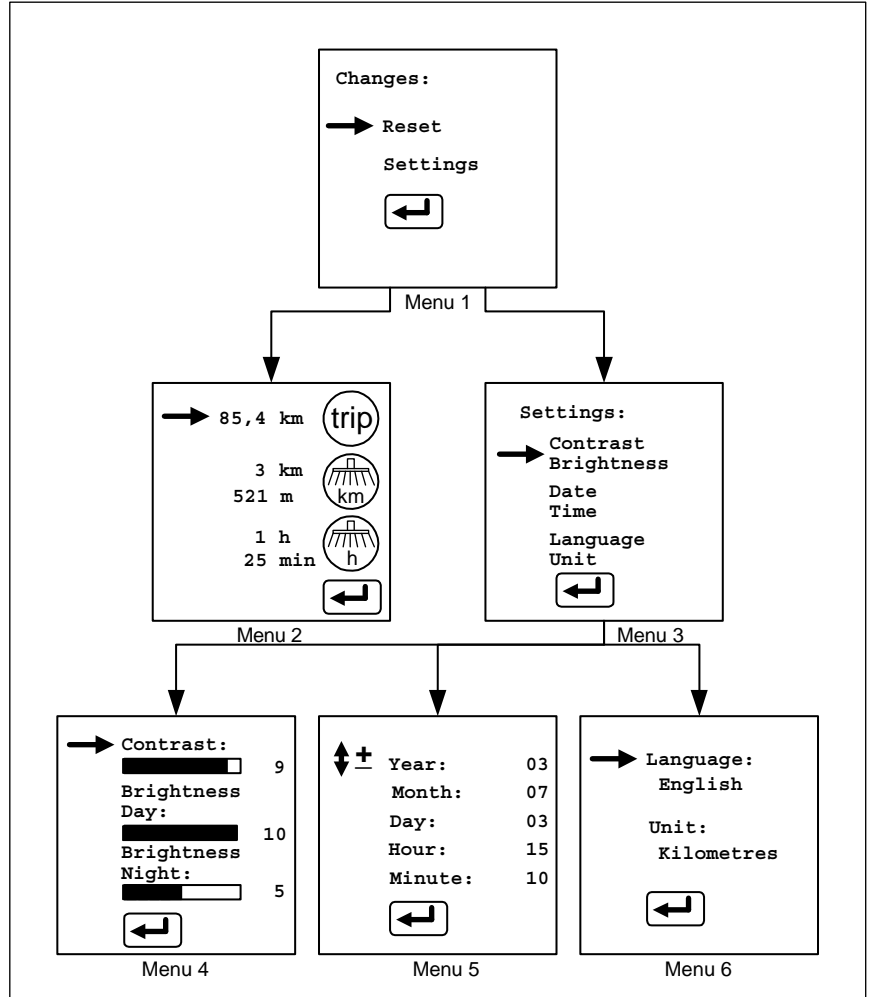 Changes:
Reset
Settings
Menu 1
85,4 km trip
3 km
521 m km
1 h
25 min h
Menu 2
Settings:
Contrast
Brightness
Date
Time
Language
Unit
Menu 3
Contrast:
9
Brightness
Day:
10
Brightness
Night:
5
Menu 4
± Year: 03
Month: 07
Day: 03
Hour: 15
Minute: 10
Menu 5
Language:
English
Unit:
Kilometres
Menu 6